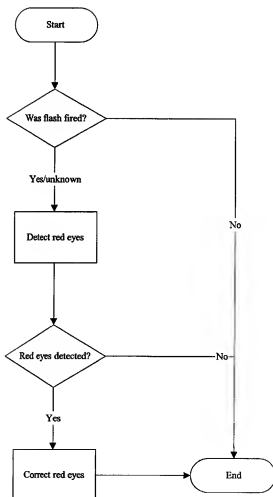 Start
Was flash fired?
Yes/unknown
No
Detect red eyes
Red eyes detected?
No
Yes
Correct red eyes
End